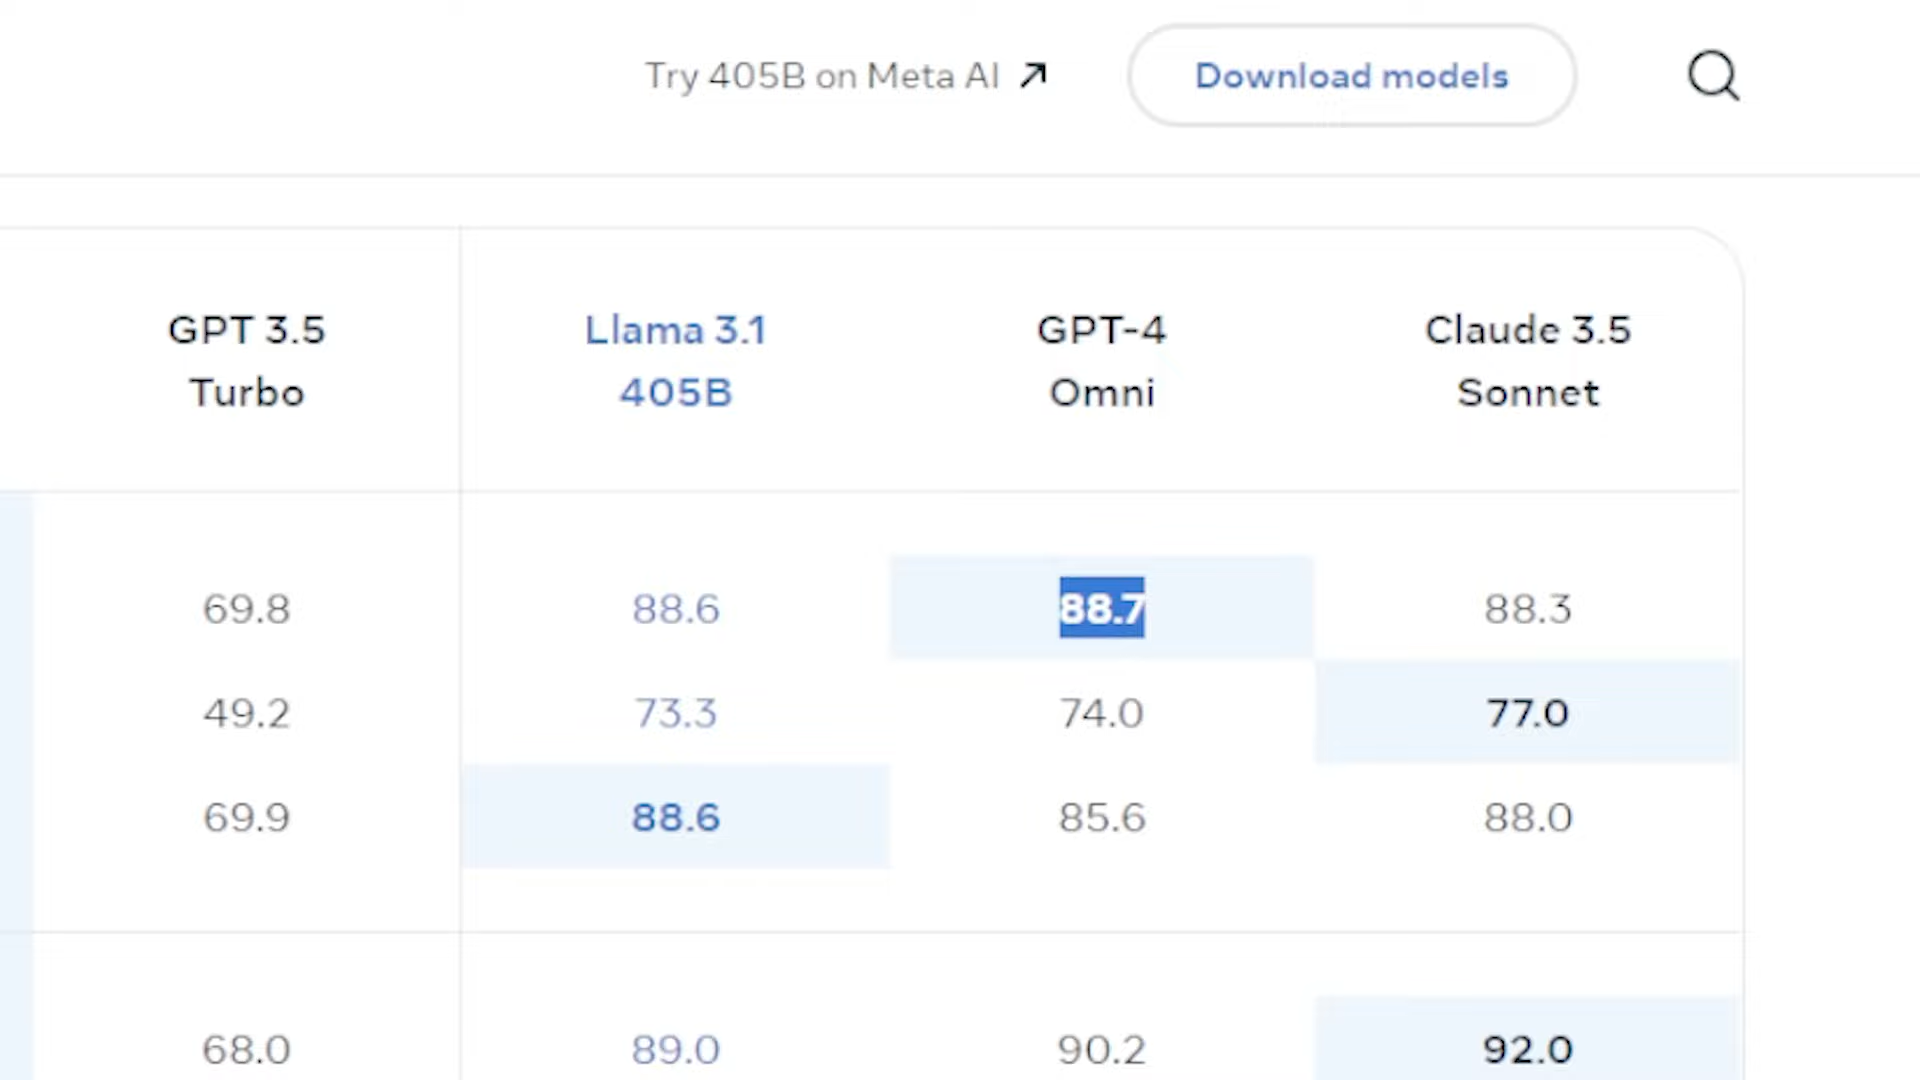 Try 405B on Meta AI ↗ Download models
GPT 3.5 Turbo Llama 3.1 405B GPT-4 Omni Claude 3.5 Sonnet
69.8 88.6 88.7 88.3
49.2 73.3 74.0 77.0
69.9 88.6 85.6 88.0
68.0 89.0 90.2 92.0